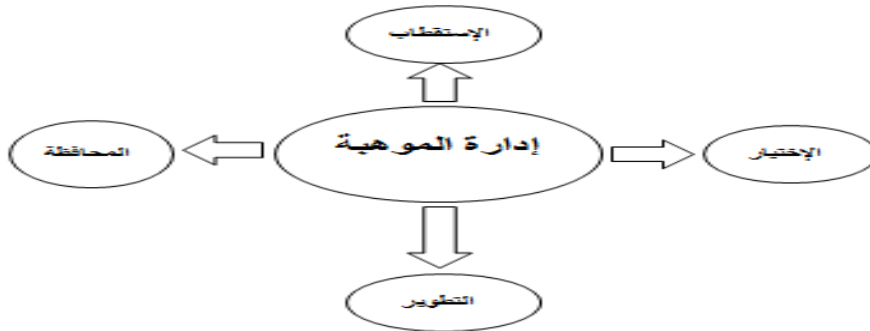 الإستقطاب
إدارة الموهبة
الإختيار
المحافظة
التطوير